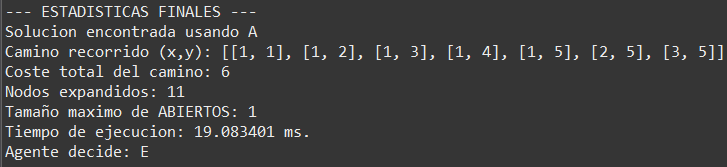 --- ESTADISTICAS FINALES ---
Solucion encontrada usando A
Camino recorrido (x,y): [[1, 1], [1, 2], [1, 3], [1, 4], [1, 5], [2, 5], [3, 5]]
Coste total del camino: 6
Nodos expandidos: 11
Tamaño maximo de ABIERTOS: 1
Tiempo de ejecucion: 19.083401 ms.
Agente decide: E